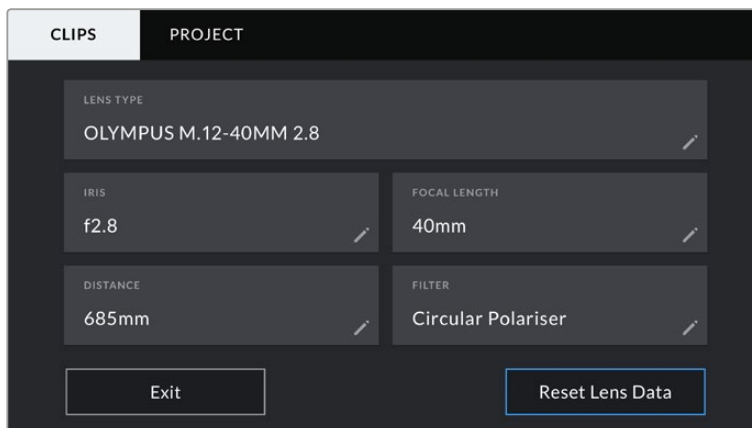 CLIPS PROJECT
LENS TYPE
OLYMPUS M.12-40MM 2.8
IRIS
f2.8
FOCAL LENGTH
40mm
DISTANCE
685mm
FILTER
Circular Polariser
Exit
Reset Lens Data